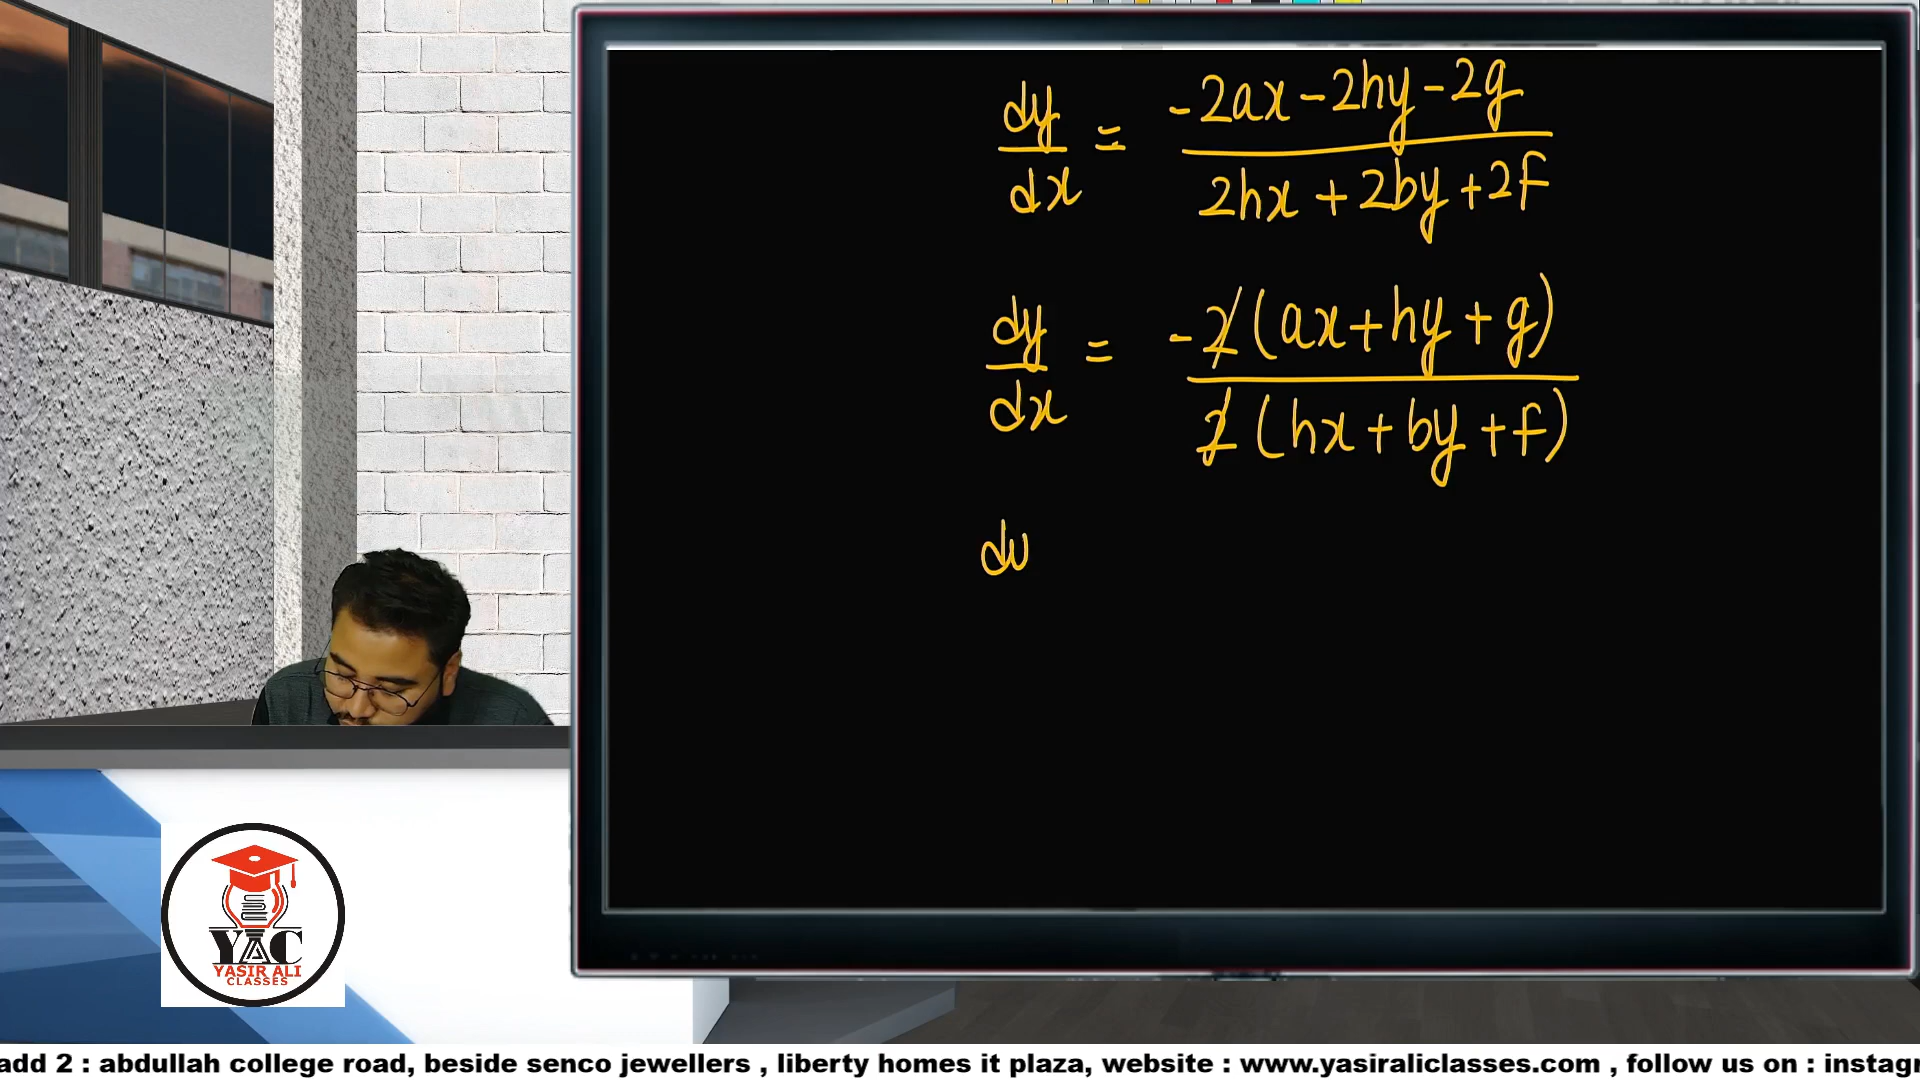 dy/dx = -2ax-2hy-2g / 2hx+2by+2f
dy/dx = -2(ax+hy+g) / 2(hx+by+f)
dy
YAC
YASIR ALI
CLASSES
add 2 : abdullah college road, beside senco jewellers , liberty homes it plaza, website : www.yasiraliclasses.com , follow us on : instag